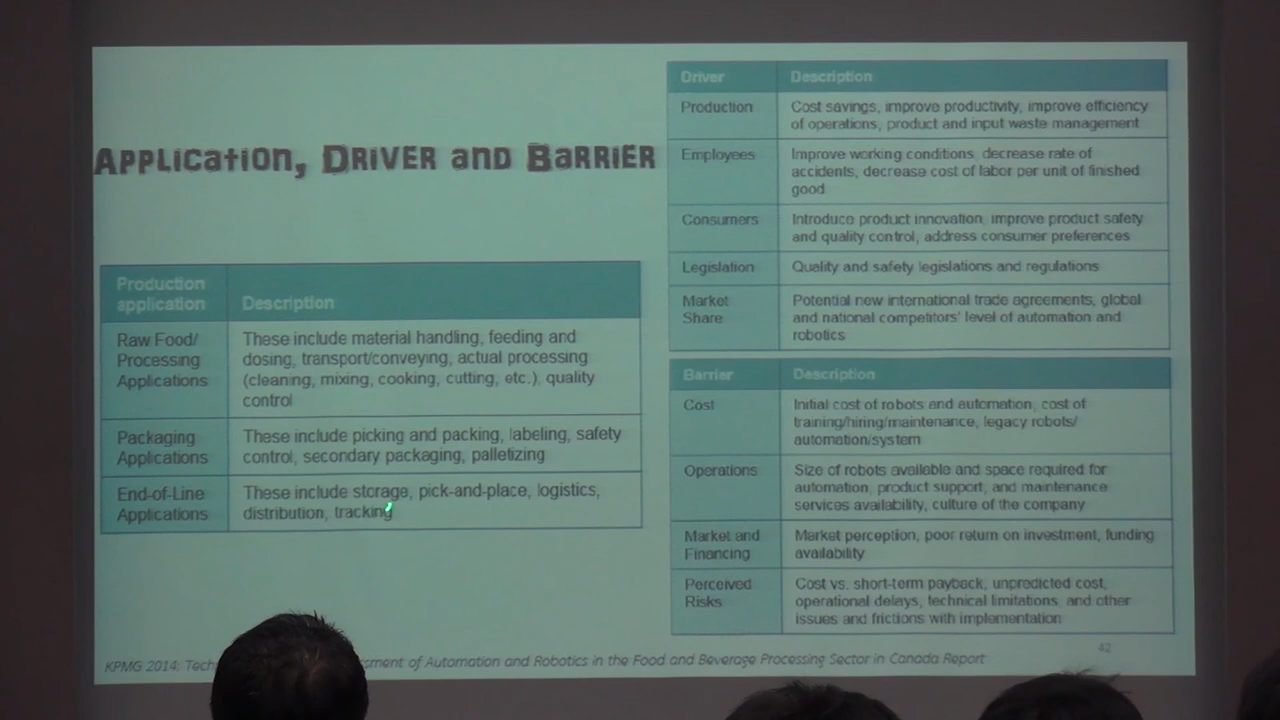 Application, Driver and Barrier
Production
application
Description
Raw Food/
Processing
Applications
These include material handling, feeding and
dosing, transport/conveying, actual processing
(cleaning, mixing, cooking, cutting, etc.), quality
control
Packaging
Applications
These include picking and packing, labeling, safety
control, secondary packaging, palletizing
End-of-Line
Applications
These include storage, pick-and-place, logistics,
distribution, tracking
Driver
Description
Production
Cost savings, improve productivity, improve efficiency
of operations, product and input waste management
Employees
Improve working conditions, decrease rate of
accidents, decrease cost of labor per unit of finished
good
Consumers
Introduce product innovation, improve product safety
and quality control, address consumer preferences
Legislation
Quality and safety legislations and regulations
Market
Share
Potential new international trade agreements, global
and national competitors' level of automation and
robotics
Barrier
Description
Cost
Initial cost of robots and automation, cost of
training/hiring/maintenance, legacy robots/
automation/system
Operations
Size of robots available and space required for
automation, product support, and maintenance
services availability, culture of the company
Market and
Financing
Market perception, poor return on investment, funding
availability
Perceived
Risks
Cost vs. short-term payback, unpredicted cost,
operational delays, technical limitations, and other
issues and frictions with implementation
42
KPMG 2014: of Automation and Robotics in the Food and Beverage Processing Sector in Canada Report